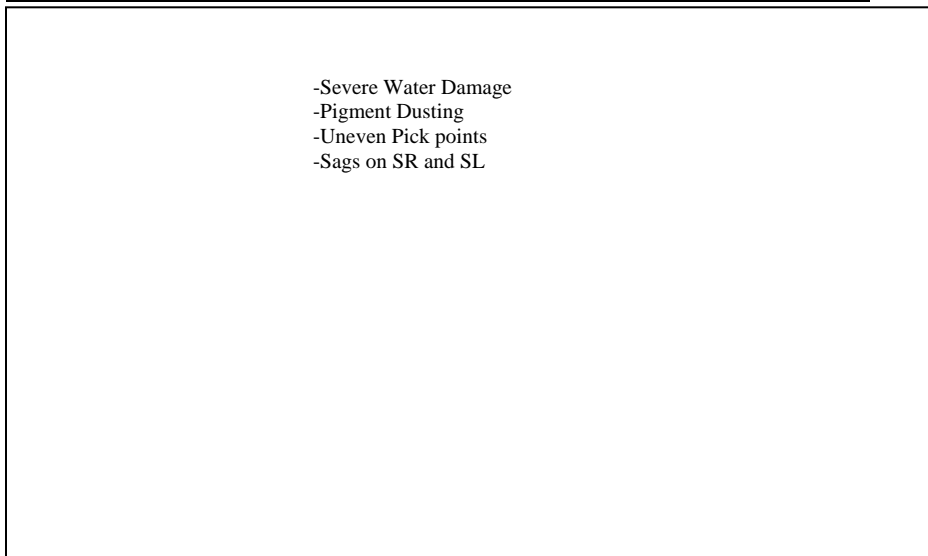 -Severe Water Damage
-Pigment Dusting
-Uneven Pick points
-Sags on SR and SL